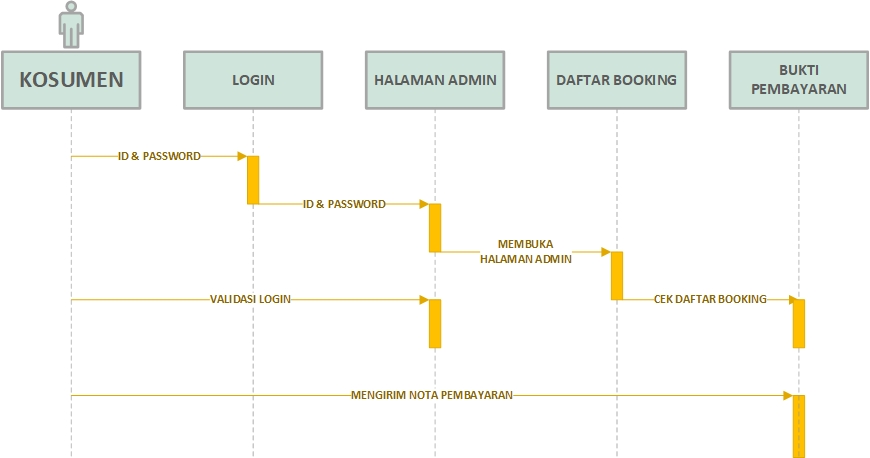 KOSUMEN
LOGIN
HALAMAN ADMIN
DAFTAR BOOKING
BUKTI
PEMBAYARAN
ID & PASSWORD
ID & PASSWORD
MEMBUKA
HALAMAN ADMIN
VALIDASI LOGIN
CEK DAFTAR BOOKING
MENGIRIM NOTA PEMBAYARAN